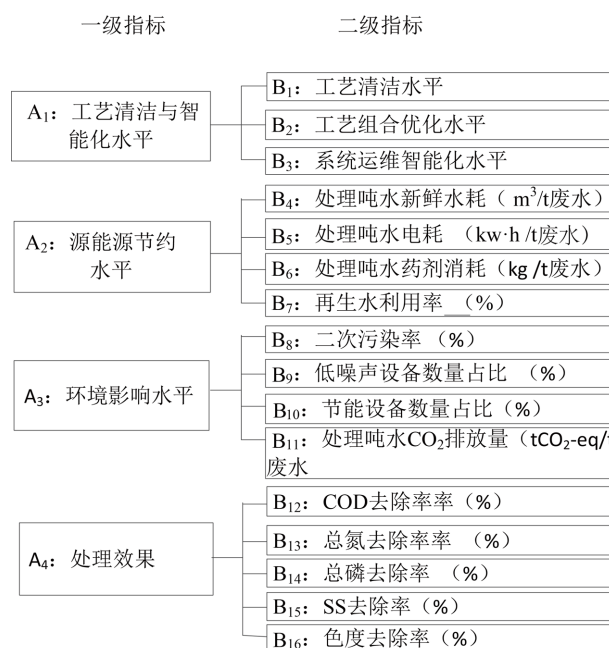 一级指标
二级指标
A₁：工艺清洁与智
能化水平
B₁：工艺清洁水平
B₂：工艺组合优化水平
B₃：系统运维智能化水平
A₂：源能源节约
水平
B₄：处理吨水新鲜水耗（ m³/t废水）
B₅：处理吨水电耗 （kw·h /t废水）
B₆：处理吨水药剂消耗（kg /t废水）
B₇：再生水利用率 （%）
A₃：环境影响水平
B₈：二次污染率（%）
B₉：低噪声设备数量占比 （%）
B₁₀：节能设备数量占比（%）
B₁₁：处理吨水CO₂排放量（tCO₂-eq/t
废水
A₄：处理效果
B₁₂：COD去除率率（%）
B₁₃：总氮去除率率 （%）
B₁₄：总磷去除率 （%）
B₁₅：SS去除率（%）
B₁₆：色度去除率（%）